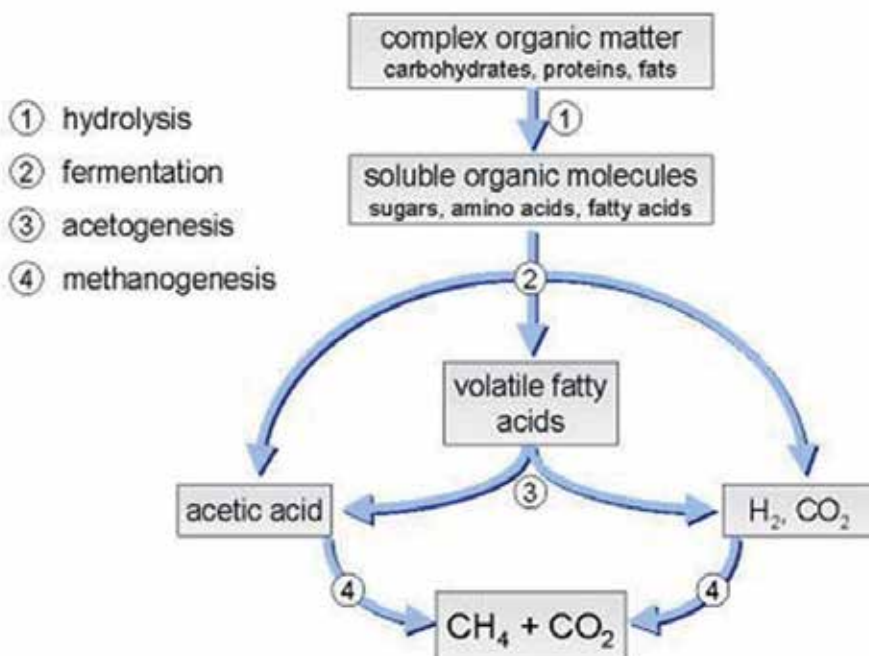 complex organic matter
carbohydrates, proteins, fats
① hydrolysis
② fermentation
③ acetogenesis
④ methanogenesis
①
soluble organic molecules
sugars, amino acids, fatty acids
②
volatile fatty
acids
③
acetic acid
H₂, CO₂
④
④
CH₄ + CO₂